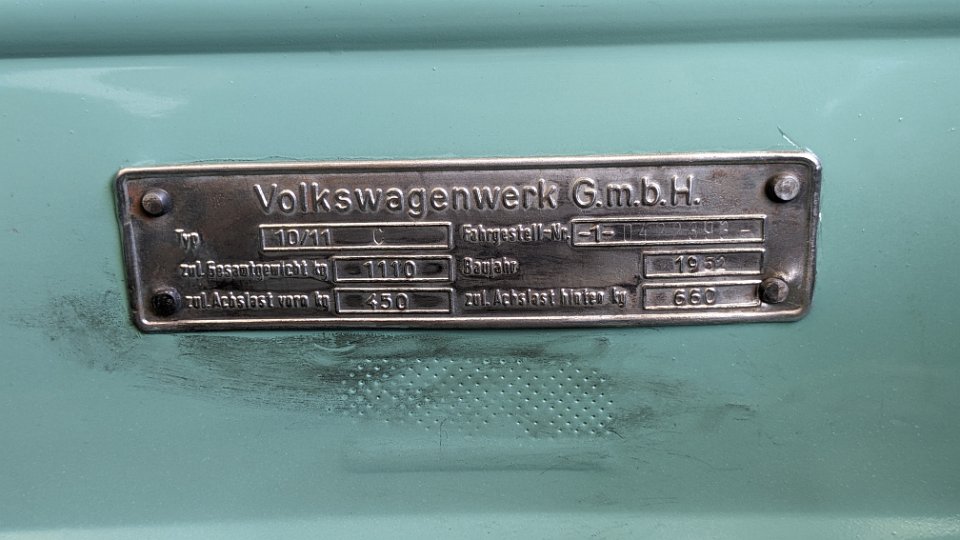 Volkswagenwerk G.m.b.H.
Typ 10/11 C Fahrgestell-Nr. -1-
zul. Gesamtgewicht kg 1110 Baujahr
zul. Achslast vorn kg 450 zul. Achslast hinten kg 660